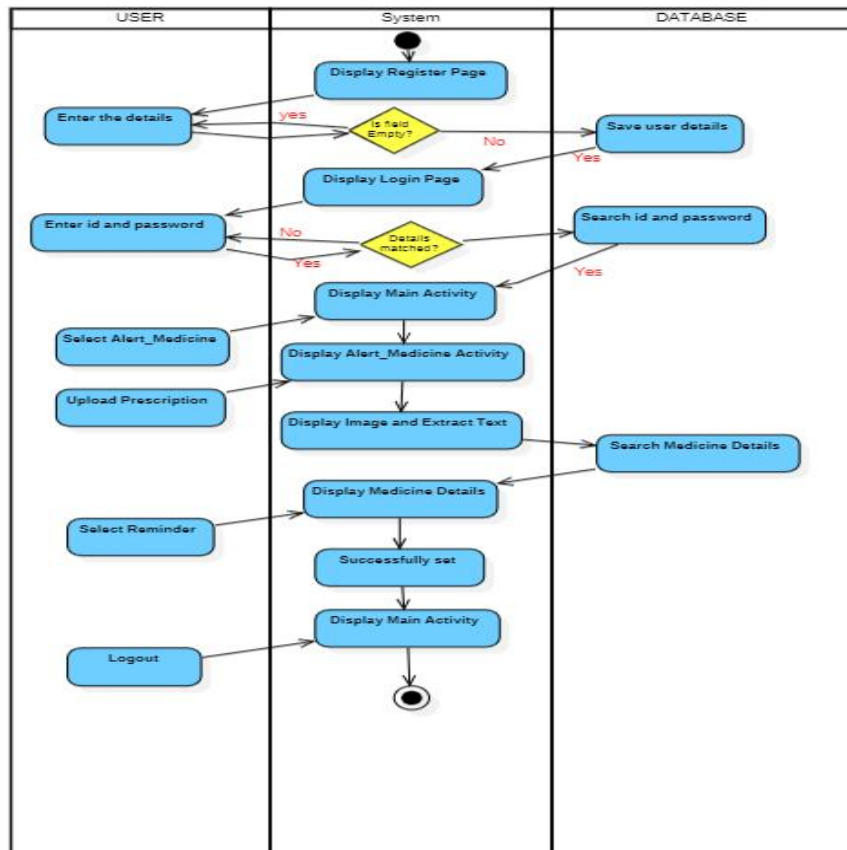 USER
System
DATABASE
Display Register Page
Enter the details
yes
Is field
Empty?
No
Save user details
Yes
Display Login Page
Enter id and password
No
Yes
Details
matched?
Search id and password
Yes
Display Main Activity
Select Alert_Medicine
Display Alert_Medicine Activity
Upload Prescription
Display Image and Extract Text
Search Medicine Details
Display Medicine Details
Select Reminder
Successfully set
Display Main Activity
Logout